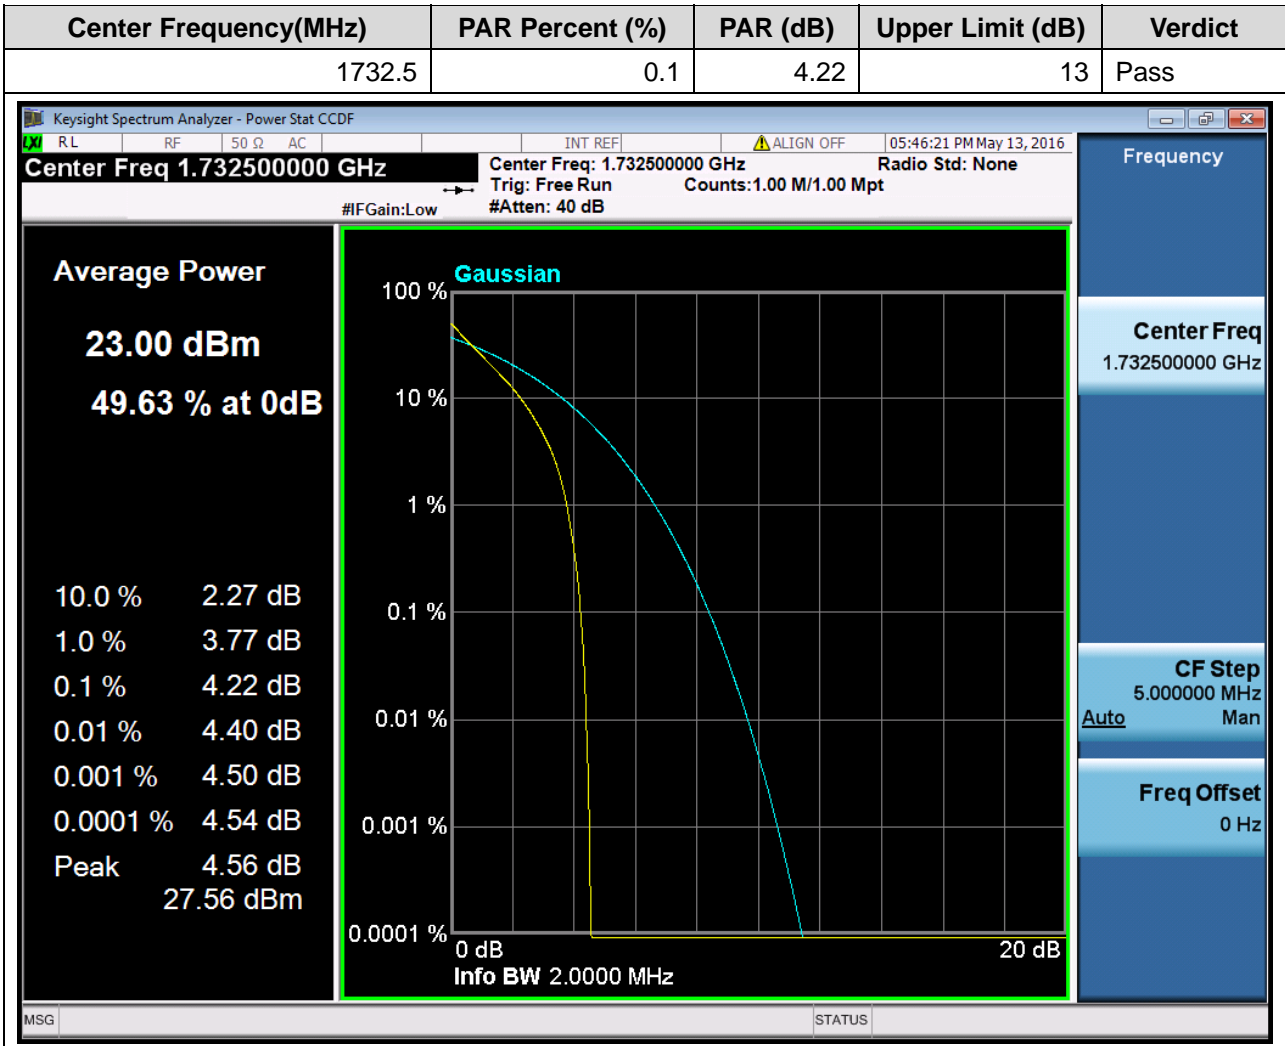 Center Frequency(MHz) PAR Percent (%) PAR (dB) Upper Limit (dB) Verdict
1732.5 0.1 4.22 13 Pass
Keysight Spectrum Analyzer - Power Stat CCDF
LXI RL RF 50 Ω AC INT REF ALIGN OFF 05:46:21 PM May 13, 2016
Center Freq 1.732500000 GHz
#IFGain:Low
Center Freq: 1.732500000 GHz Radio Std: None
Trig: Free Run Counts:1.00 M/1.00 Mpt
#Atten: 40 dB
Average Power
23.00 dBm
49.63 % at 0dB
10.0 % 2.27 dB
1.0 % 3.77 dB
0.1 % 4.22 dB
0.01 % 4.40 dB
0.001 % 4.50 dB
0.0001 % 4.54 dB
Peak 4.56 dB
27.56 dBm
Gaussian
100 %
10 %
1 %
0.1 %
0.01 %
0.001 %
0.0001 %
0 dB 20 dB
Info BW 2.0000 MHz
Frequency
Center Freq
1.732500000 GHz
CF Step
5.000000 MHz
Auto Man
Freq Offset
0 Hz
MSG STATUS